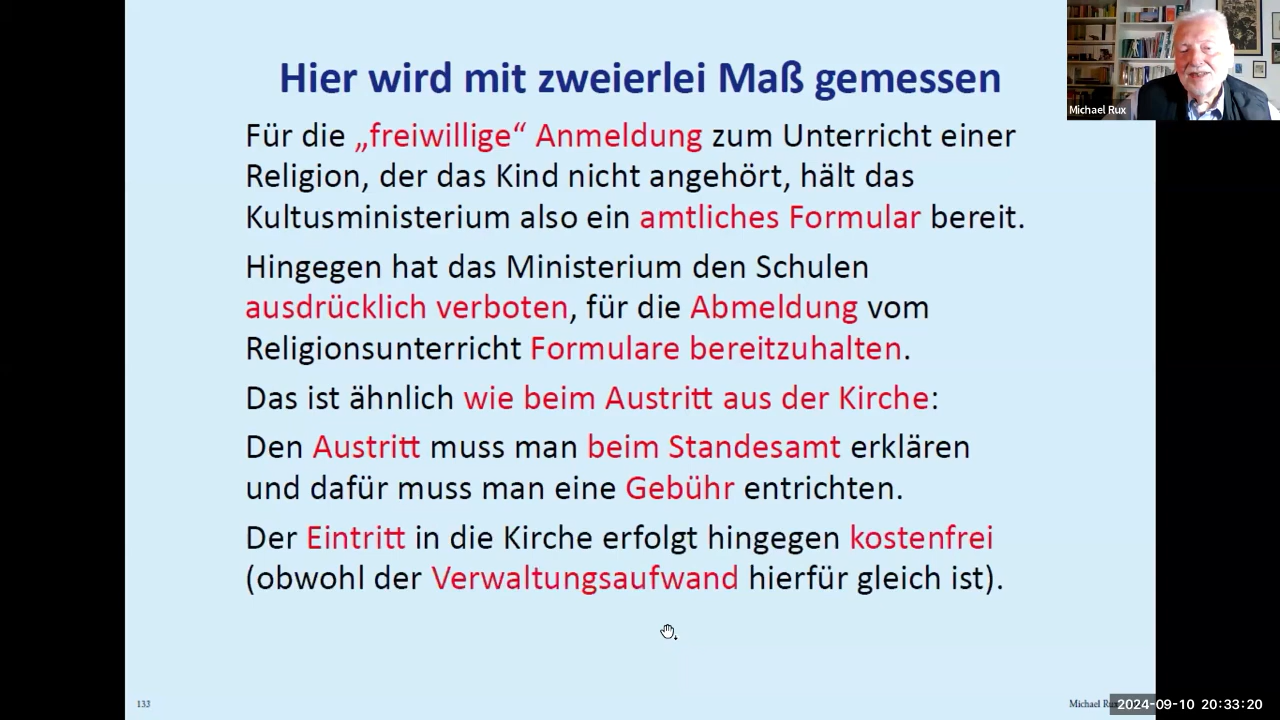 Hier wird mit zweierlei Maß gemessen
Michael Rux
Für die „freiwillige“ Anmeldung zum Unterricht einer
Religion, der das Kind nicht angehört, hält das
Kultusministerium also ein amtliches Formular bereit.
Hingegen hat das Ministerium den Schulen
ausdrücklich verboten, für die Abmeldung vom
Religionsunterricht Formulare bereitzuhalten.
Das ist ähnlich wie beim Austritt aus der Kirche:
Den Austritt muss man beim Standesamt erklären
und dafür muss man eine Gebühr entrichten.
Der Eintritt in die Kirche erfolgt hingegen kostenfrei
(obwohl der Verwaltungsaufwand hierfür gleich ist).
133
Michael Rux
2024-09-10 20:33:20